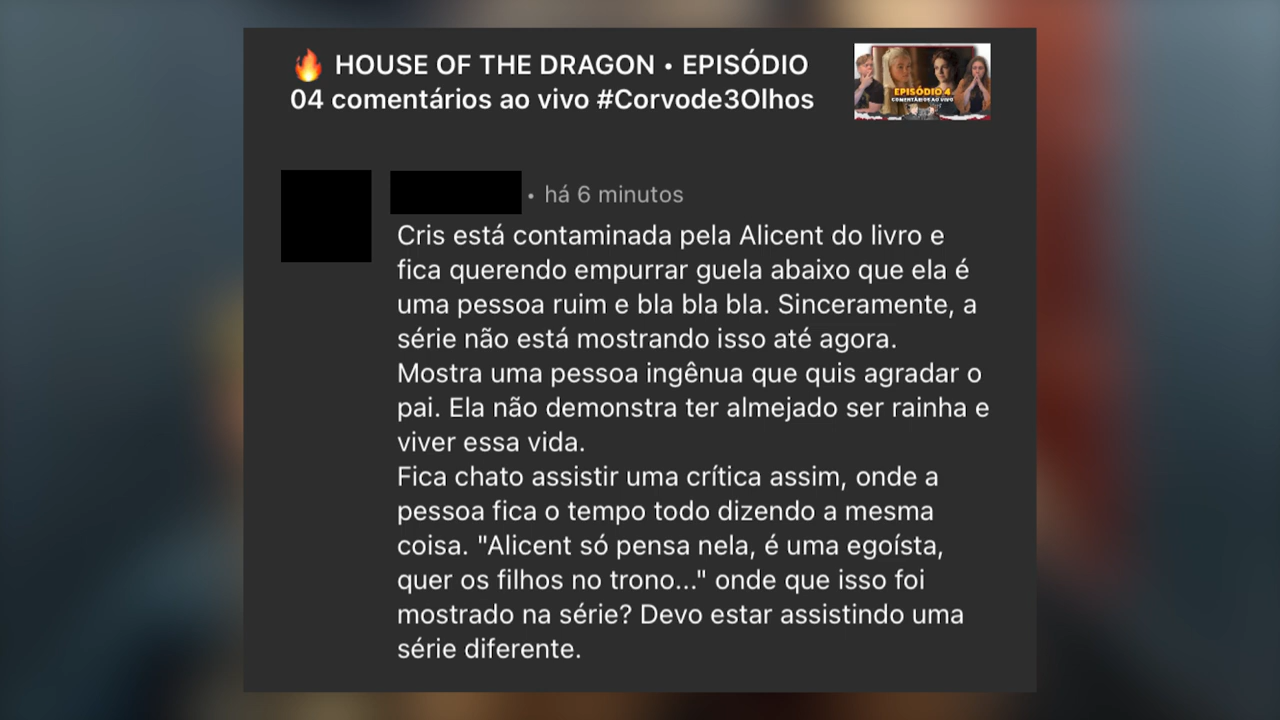 🔥 HOUSE OF THE DRAGON • EPISÓDIO
04 comentários ao vivo #Corvode3Olhos
EPISÓDIO 4
COMENTÁRIOS AO VIVO
• há 6 minutos
Cris está contaminada pela Alicent do livro e
fica querendo empurrar guela abaixo que ela é
uma pessoa ruim e bla bla bla. Sinceramente, a
série não está mostrando isso até agora.
Mostra uma pessoa ingênua que quis agradar o
pai. Ela não demonstra ter almejado ser rainha e
viver essa vida.
Fica chato assistir uma crítica assim, onde a
pessoa fica o tempo todo dizendo a mesma
coisa. "Alicent só pensa nela, é uma egoísta,
quer os filhos no trono..." onde que isso foi
mostrado na série? Devo estar assistindo uma
série diferente.